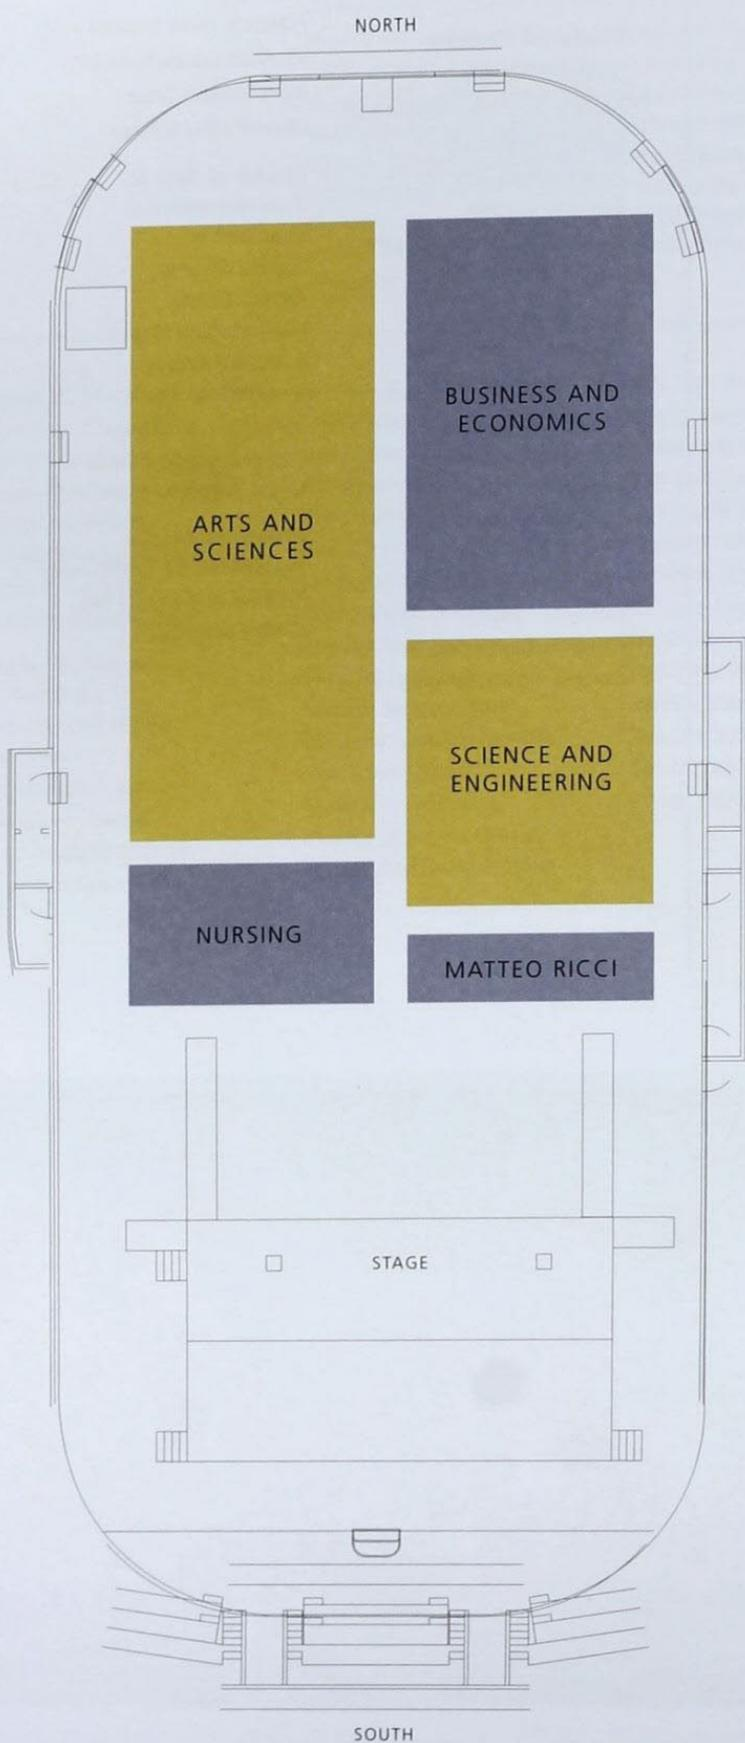 NORTH
BUSINESS AND
ECONOMICS
ARTS AND
SCIENCES
SCIENCE AND
ENGINEERING
NURSING
MATTEO RICCI
STAGE
SOUTH